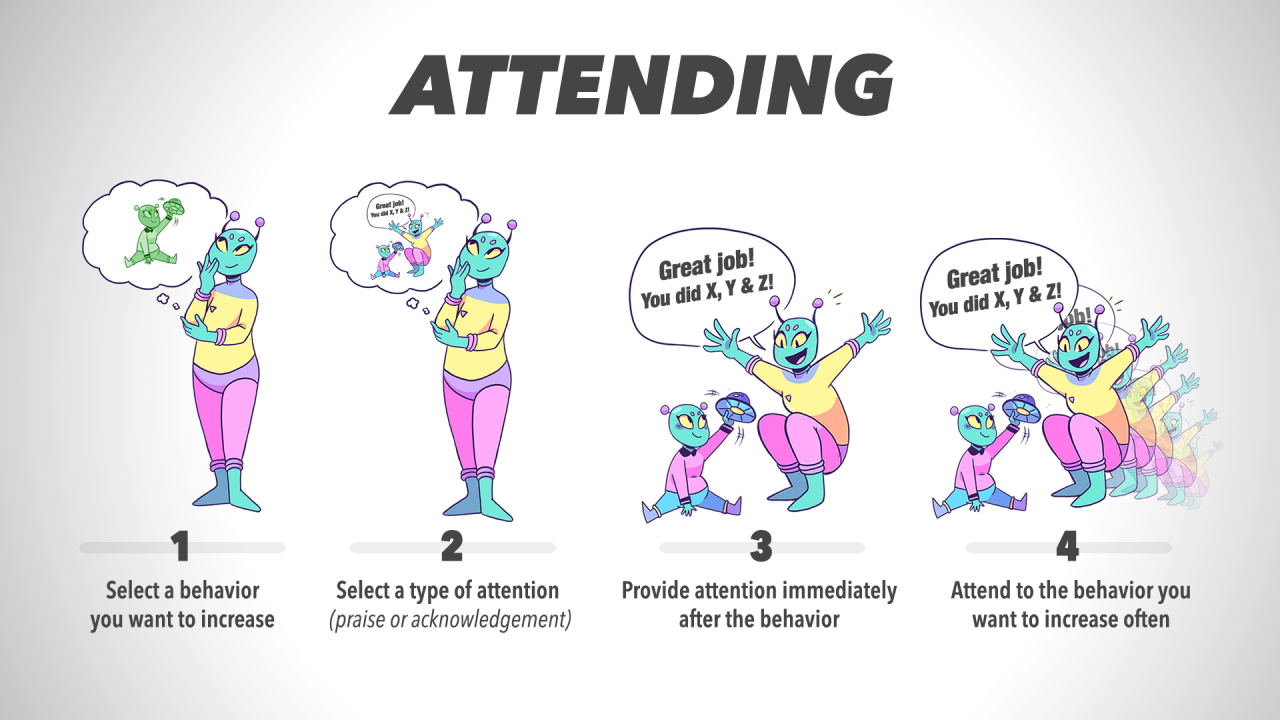 ATTENDING
Great job!
You did X, Y & Z!
Great job!
You did X, Y & Z!
Great job!
You did X, Y & Z!
job!
1
Select a behavior
you want to increase
2
Select a type of attention
(praise or acknowledgement)
3
Provide attention immediately
after the behavior
4
Attend to the behavior you
want to increase often